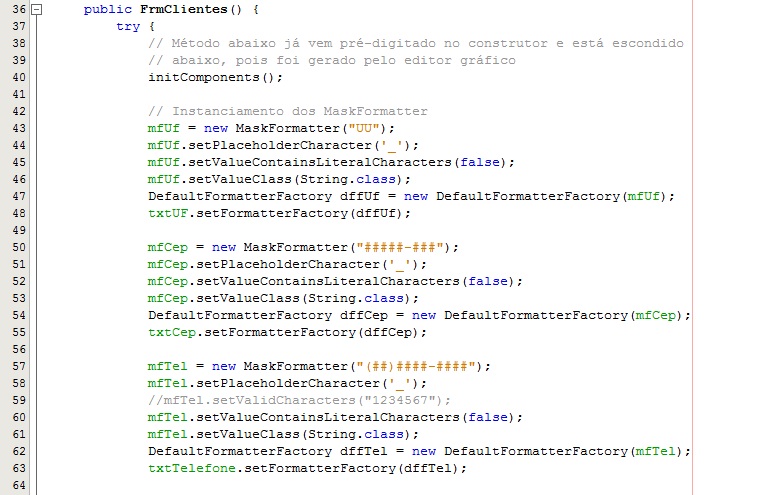 36 public FrmClientes() {
37 try {
38 // Método abaixo já vem pré-digitado no construtor e está escondido
39 // abaixo, pois foi gerado pelo editor gráfico
40 initComponents();
41
42 // Instanciamento dos MaskFormatter
43 mfUf = new MaskFormatter("UU");
44 mfUf.setPlaceholderCharacter('_');
45 mfUf.setValueContainsLiteralCharacters(false);
46 mfUf.setValueClass(String.class);
47 DefaultFormatterFactory dffUf = new DefaultFormatterFactory(mfUf);
48 txtUF.setFormatterFactory(dffUf);
49
50 mfCep = new MaskFormatter("#####-###");
51 mfCep.setPlaceholderCharacter('_');
52 mfCep.setValueContainsLiteralCharacters(false);
53 mfCep.setValueClass(String.class);
54 DefaultFormatterFactory dffCep = new DefaultFormatterFactory(mfCep);
55 txtCep.setFormatterFactory(dffCep);
56
57 mfTel = new MaskFormatter("(##)####-####");
58 mfTel.setPlaceholderCharacter('_');
59 //mfTel.setValidCharacters("1234567");
60 mfTel.setValueContainsLiteralCharacters(false);
61 mfTel.setValueClass(String.class);
62 DefaultFormatterFactory dffTel = new DefaultFormatterFactory(mfTel);
63 txtTelefone.setFormatterFactory(dffTel);
64